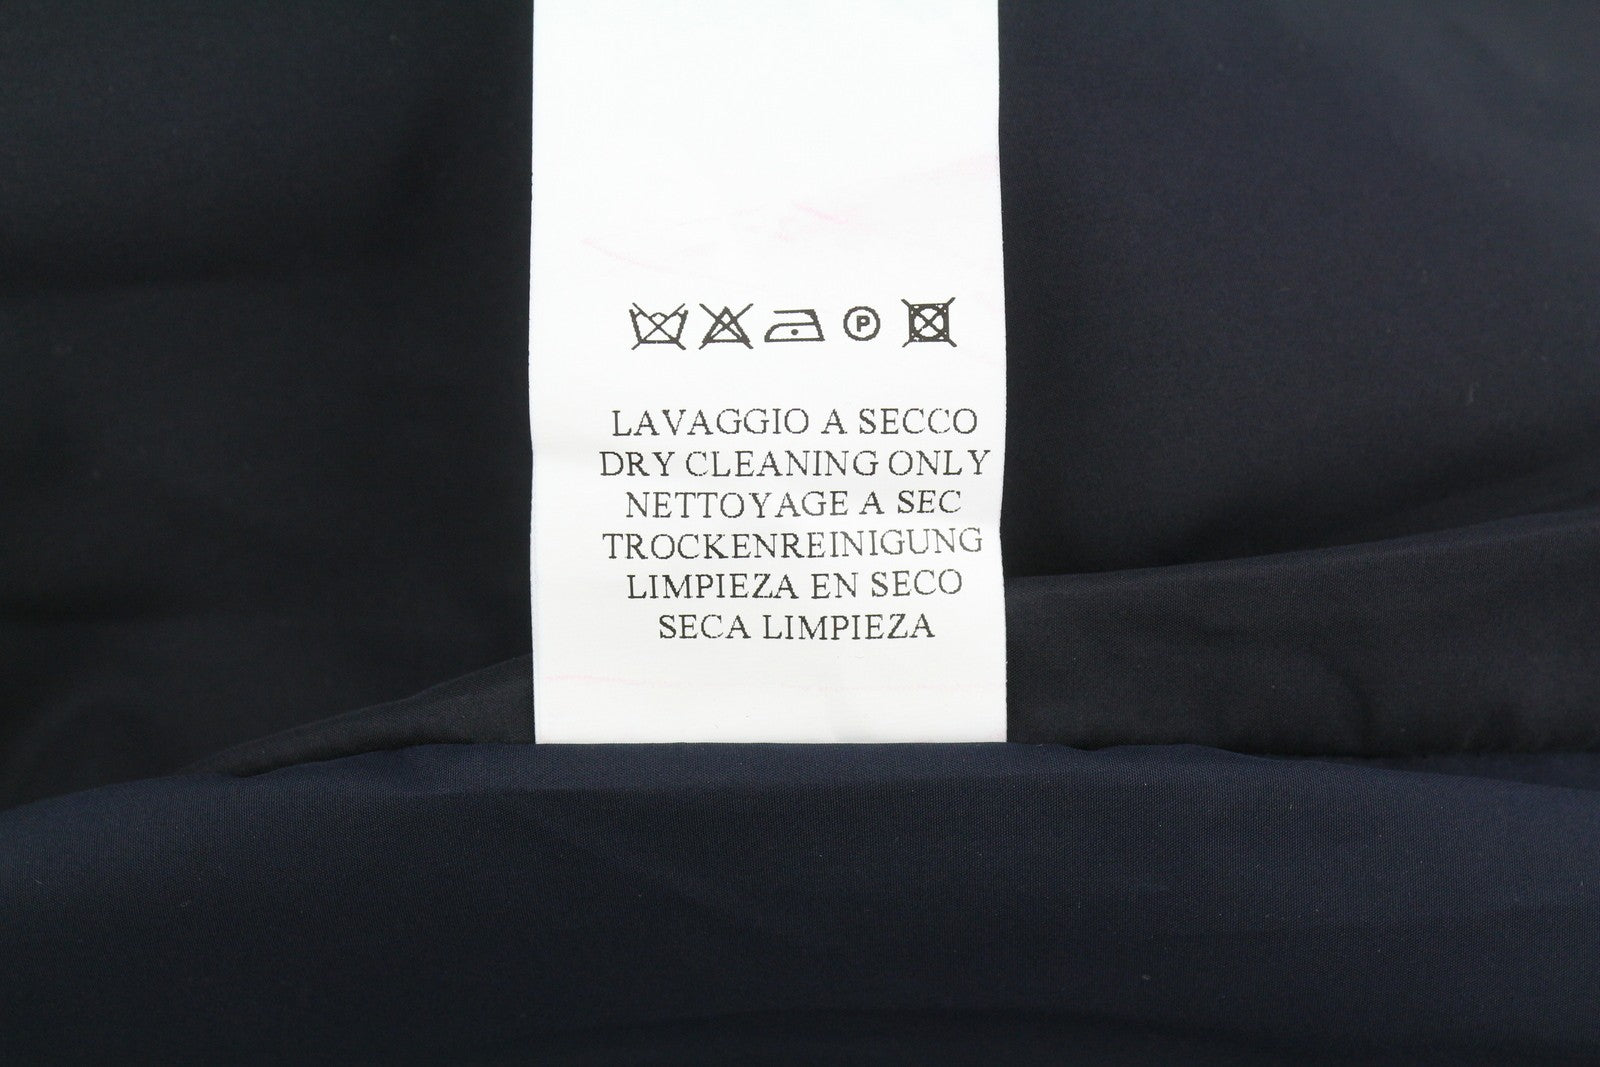 P
LAVAGGIO A SECCO
DRY CLEANING ONLY
NETTOYAGE A SEC
TROCKENREINIGUNG
LIMPIEZA EN SECO
SECA LIMPIEZA